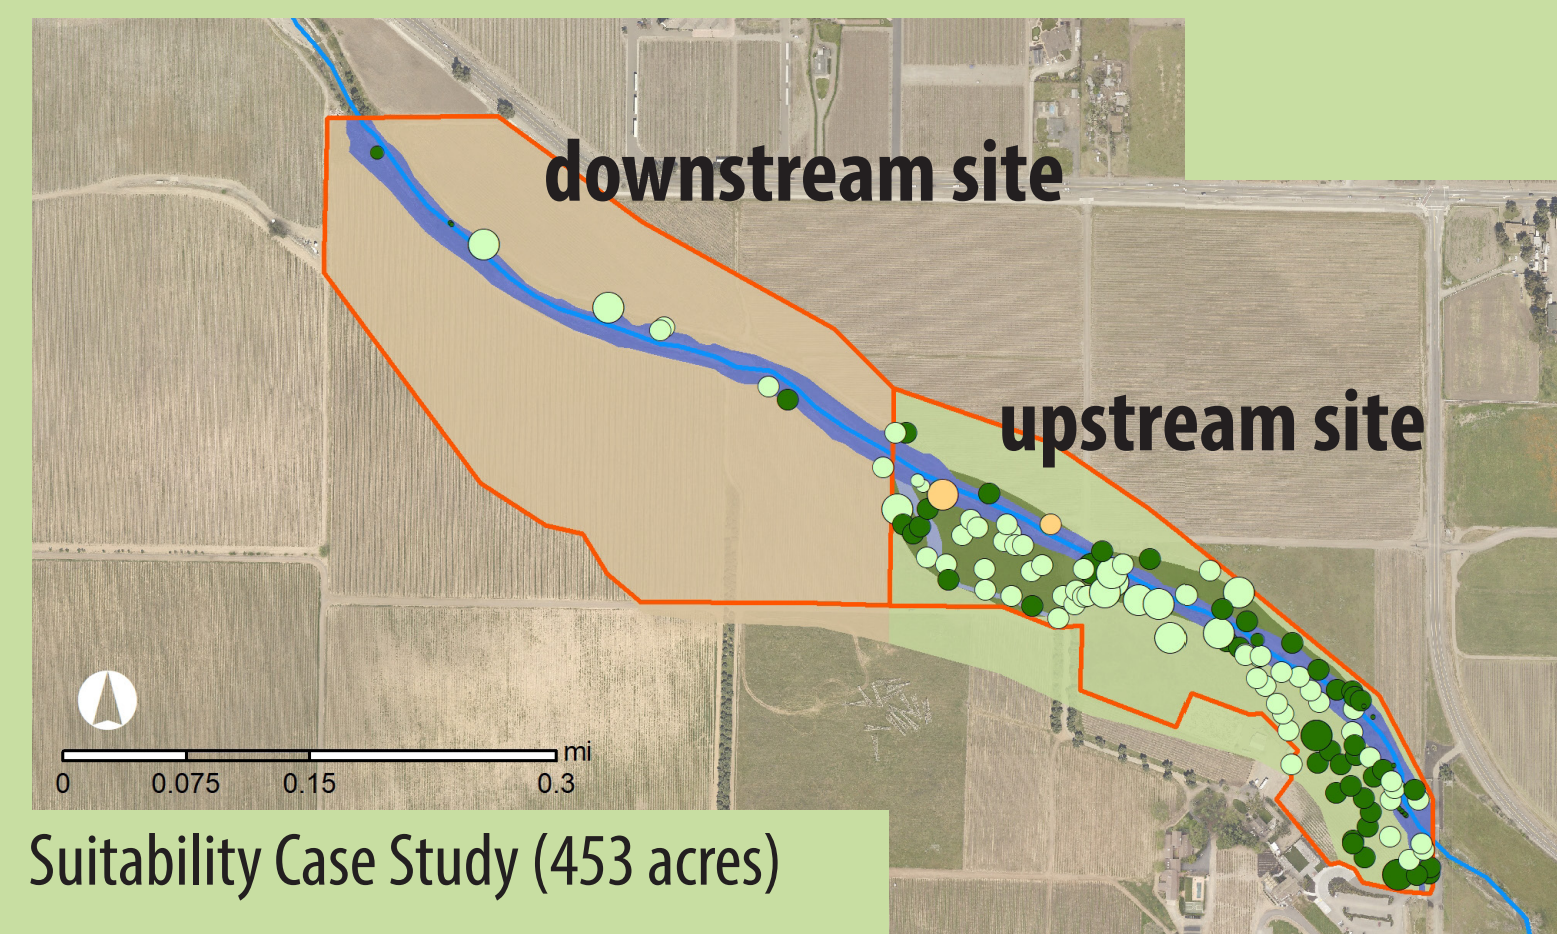 downstream site
upstream site
mi
0 0.075 0.15 0.3
Suitability Case Study (453 acres)